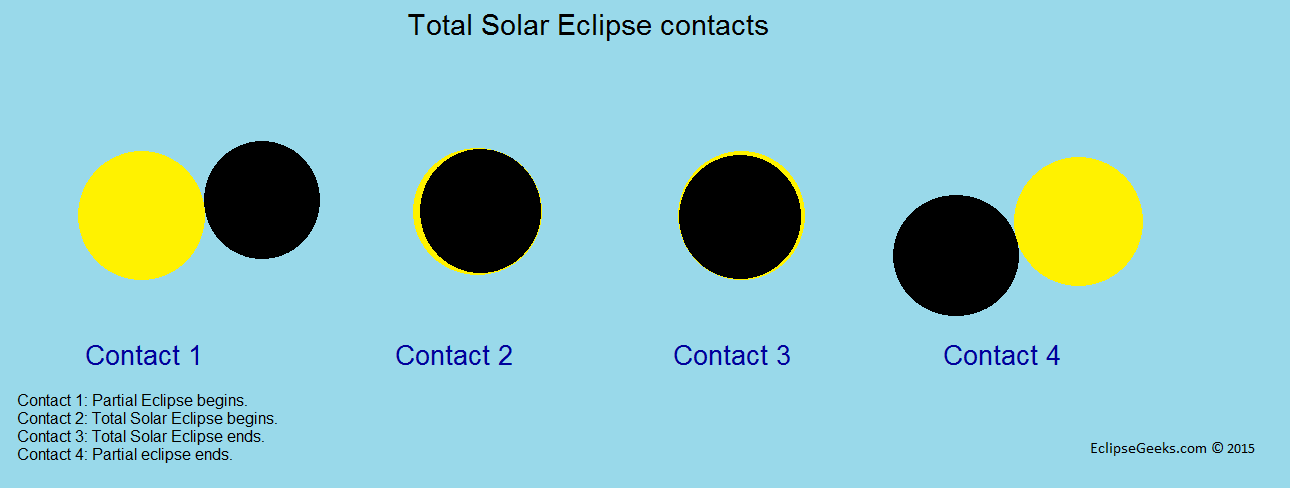 Total Solar Eclipse contacts
Contact 1
Contact 2
Contact 3
Contact 4
Contact 1: Partial Eclipse begins.
Contact 2: Total Solar Eclipse begins.
Contact 3: Total Solar Eclipse ends.
Contact 4: Partial eclipse ends.
EclipseGeeks.com © 2015